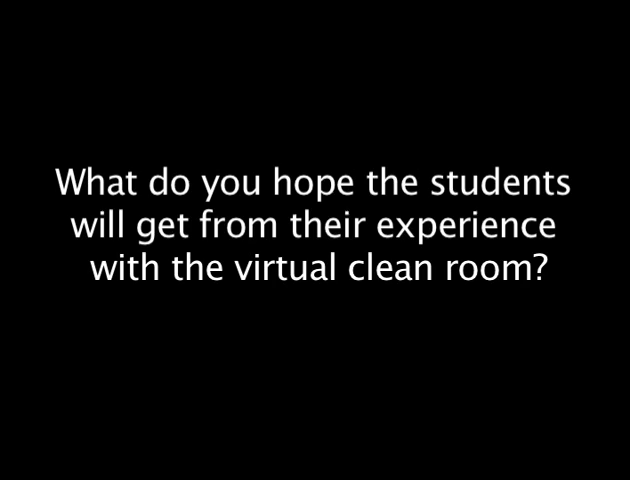 What do you hope the students
will get from their experience
with the virtual clean room?